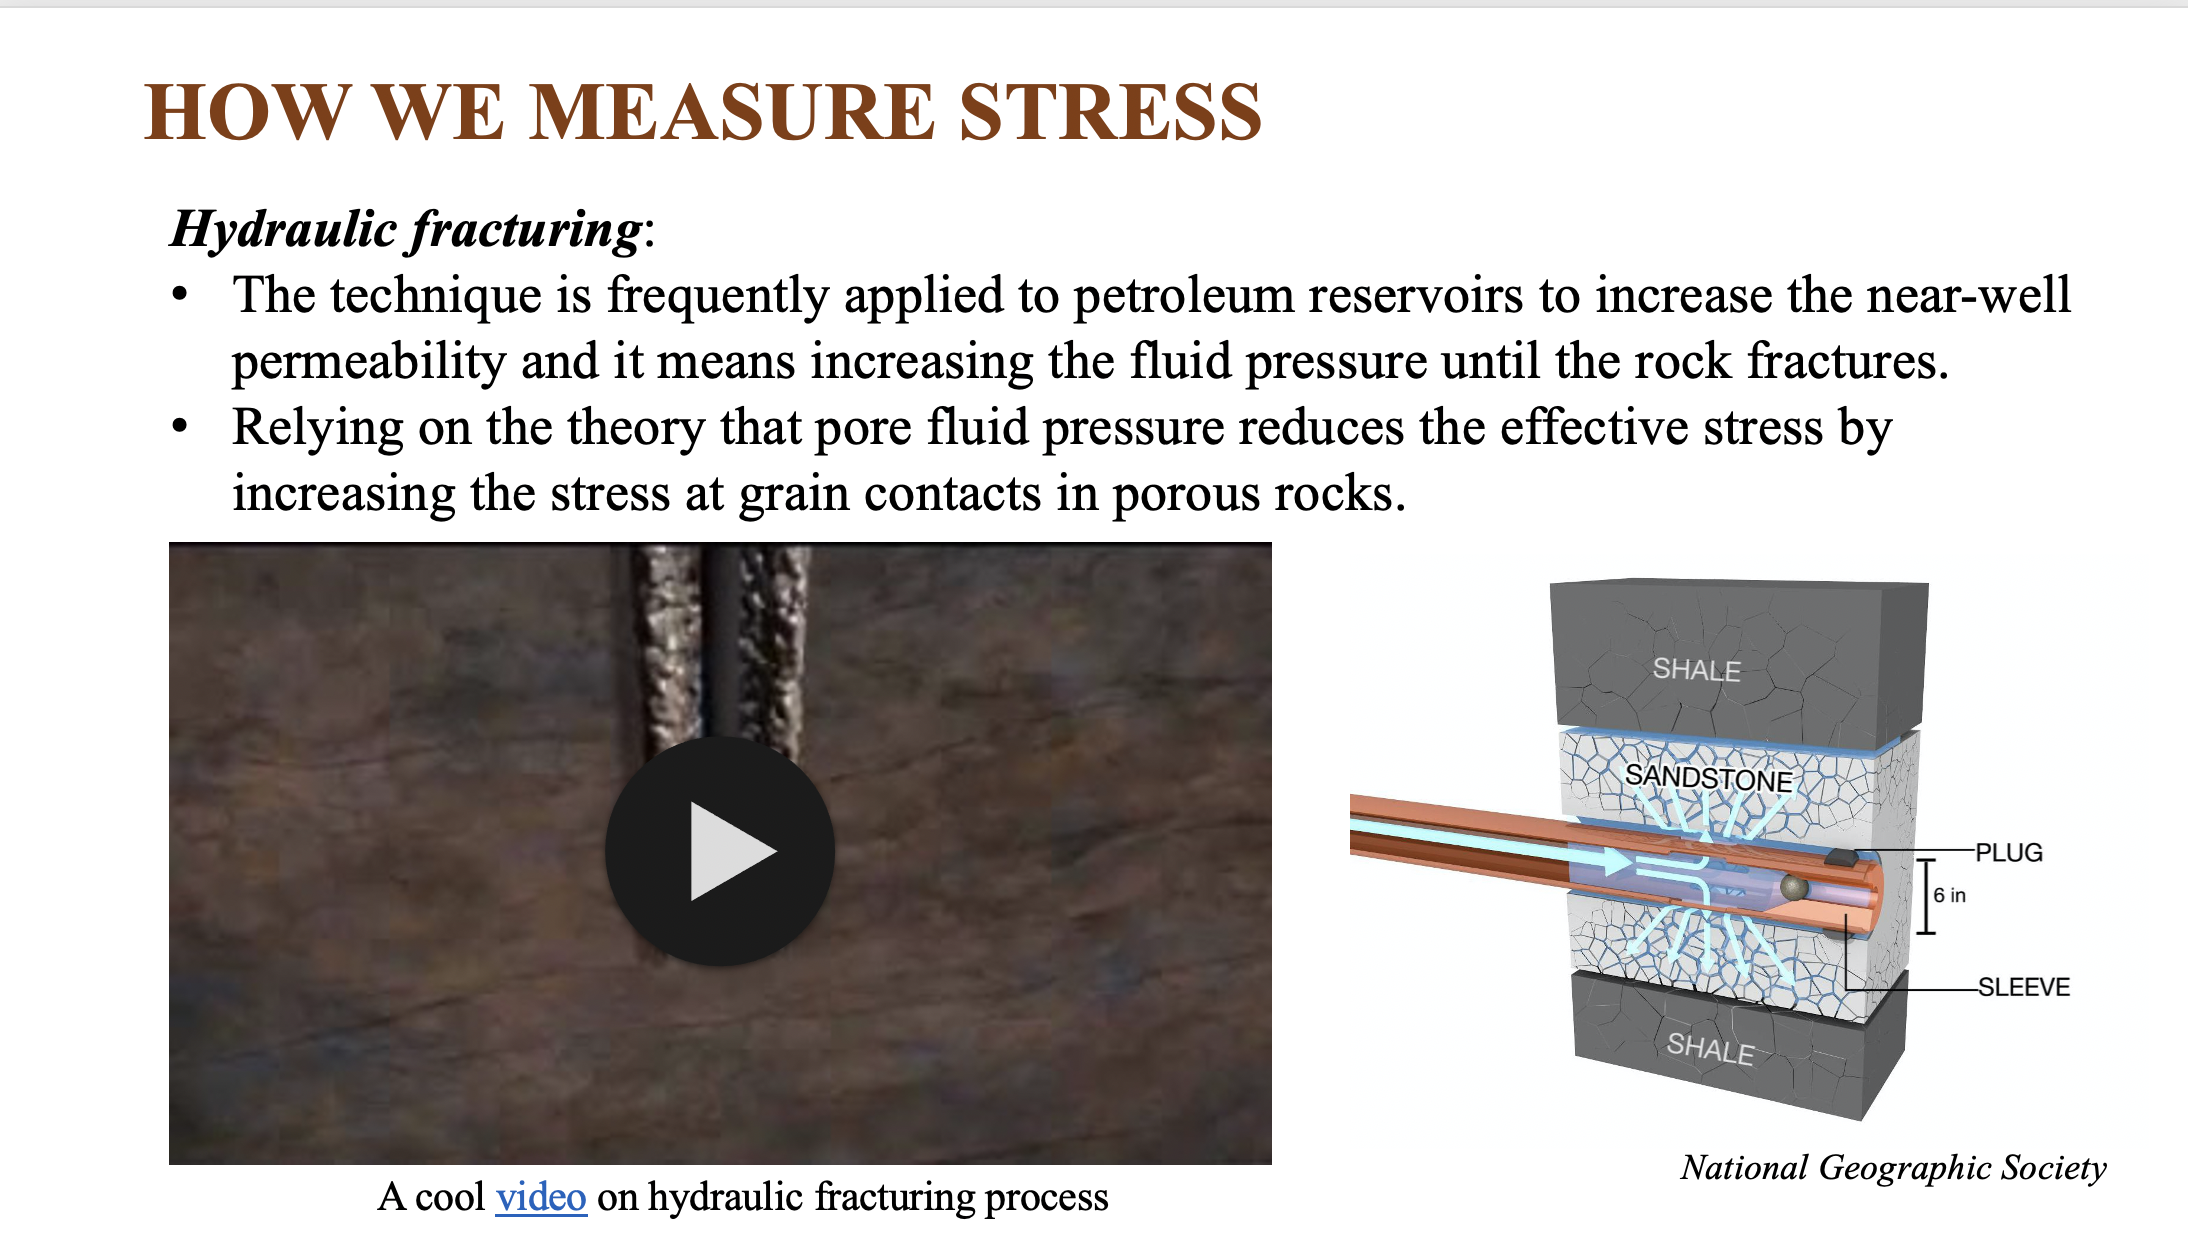 HOW WE MEASURE STRESS
Hydraulic fracturing:
• The technique is frequently applied to petroleum reservoirs to increase the near-well
permeability and it means increasing the fluid pressure until the rock fractures.
• Relying on the theory that pore fluid pressure reduces the effective stress by
increasing the stress at grain contacts in porous rocks.
SHALE
SANDSTONE
PLUG
6 in
SLEEVE
SHALE
National Geographic Society
A cool video on hydraulic fracturing process